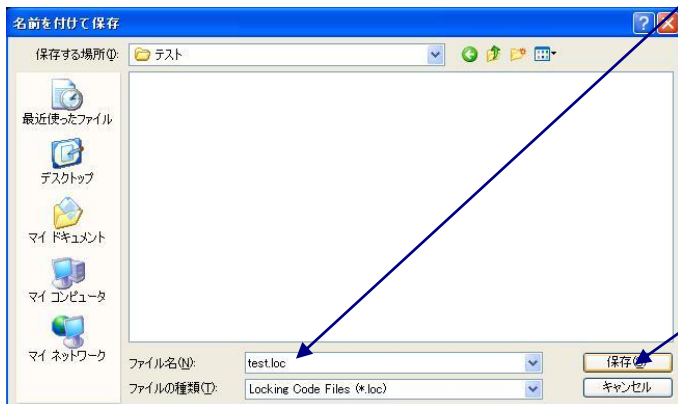 名前を付けて保存
保存する場所(I):
テスト
最近使ったファイル
デスクトップ
マイ ドキュメント
マイ コンピュータ
マイ ネットワーク
ファイル名(N):
test.loc
保存
ファイルの種類(T):
Locking Code Files (*.loc)
キャンセル